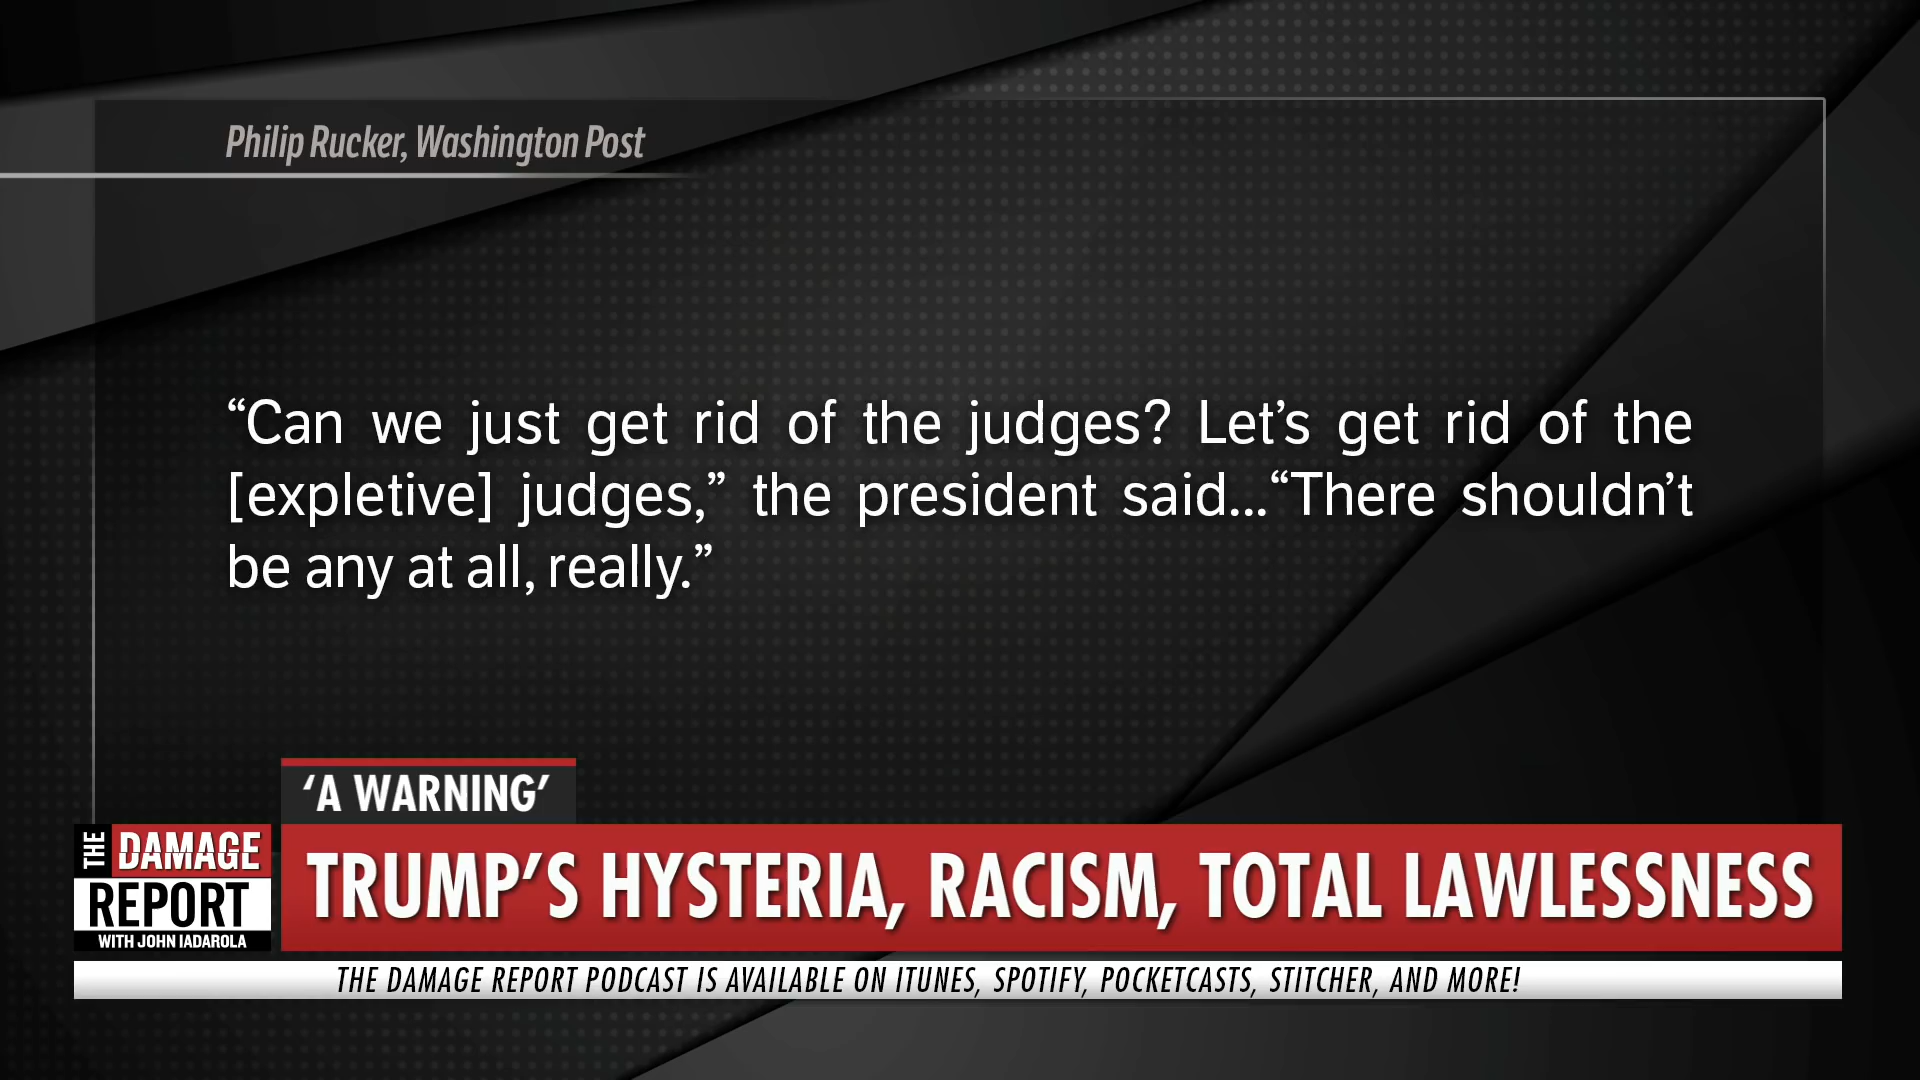 Philip Rucker, Washington Post
“Can we just get rid of the judges? Let’s get rid of the
[expletive] judges,” the president said...“There shouldn’t
be any at all, really.”
‘A WARNING’
THE DAMAGE
REPORT
WITH JOHN IADAROLA
TRUMP’S HYSTERIA, RACISM, TOTAL LAWLESSNESS
THE DAMAGE REPORT PODCAST IS AVAILABLE ON ITUNES, SPOTIFY, POCKETCASTS, STITCHER, AND MORE!